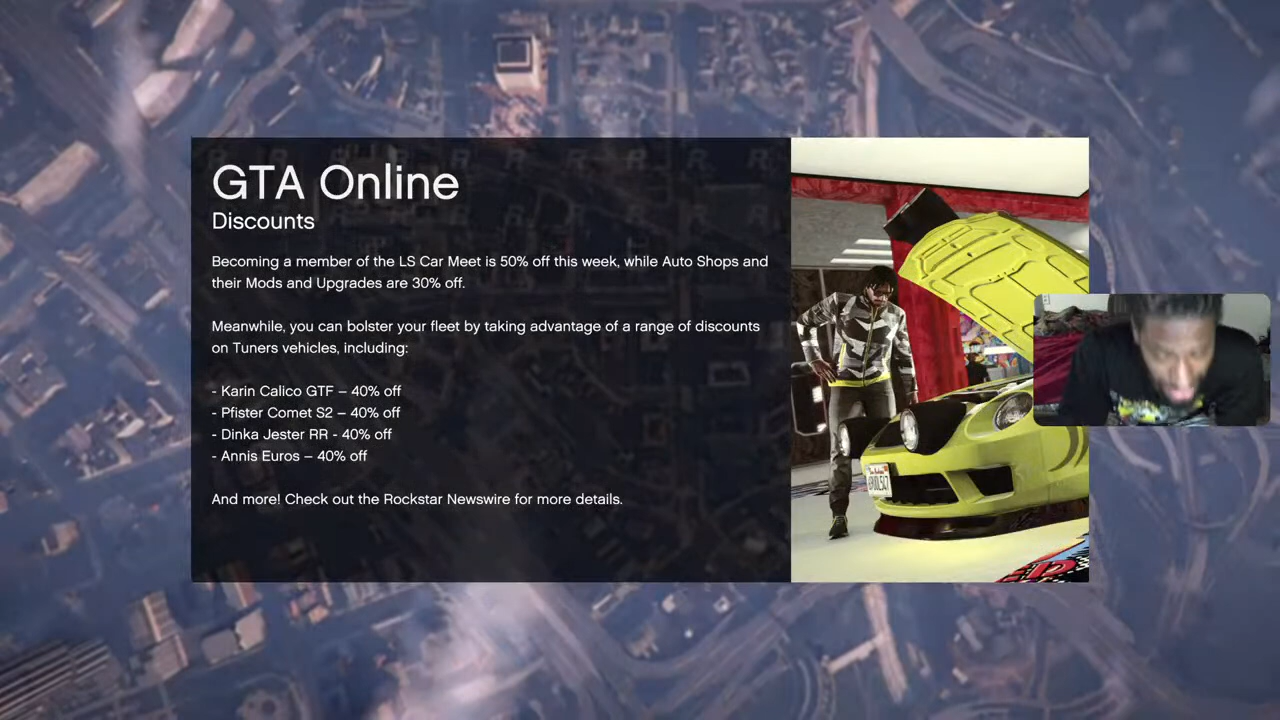 GTA Online
Discounts
Becoming a member of the LS Car Meet is 50% off this week, while Auto Shops and
their Mods and Upgrades are 30% off.
Meanwhile, you can bolster your fleet by taking advantage of a range of discounts
on Tuners vehicles, including:
- Karin Calico GTF – 40% off
- Pfister Comet S2 – 40% off
- Dinka Jester RR - 40% off
- Annis Euros – 40% off
And more! Check out the Rockstar Newswire for more details.